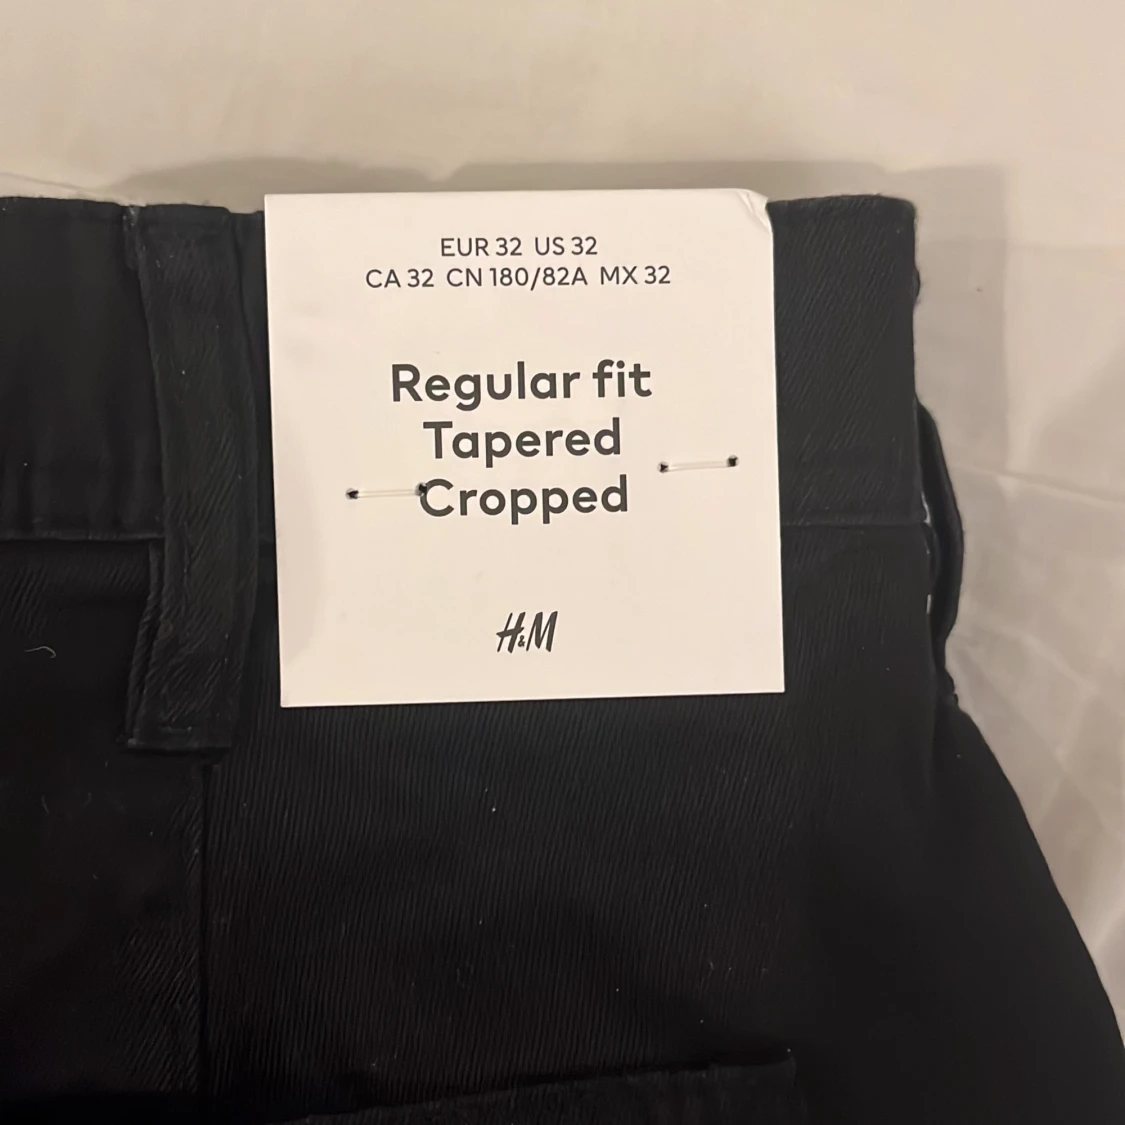 EUR 32 US 32
CA 32 CN 180/82A MX 32
Regular fit
Tapered
Cropped
H&M